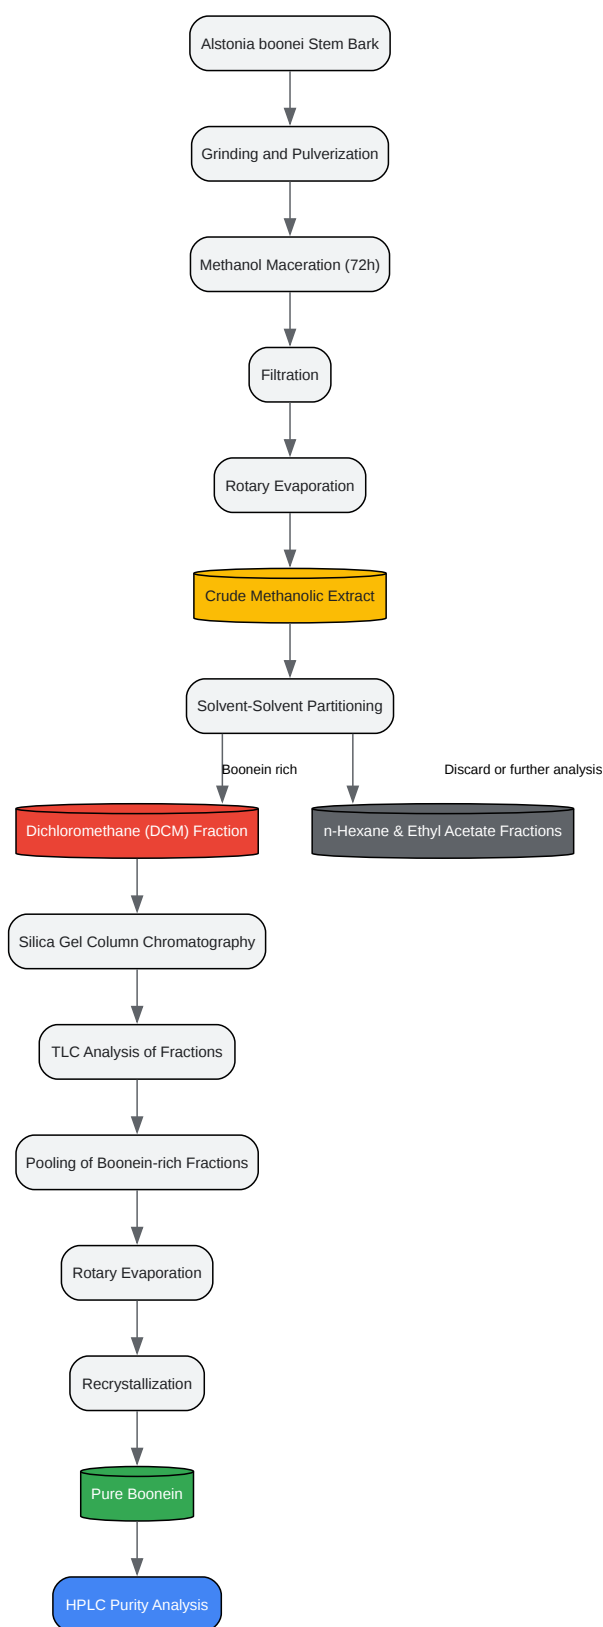 Alstonia boonei Stem Bark
Grinding and Pulverization
Methanol Maceration (72h)
Filtration
Rotary Evaporation
Crude Methanolic Extract
Solvent-Solvent Partitioning
Boonein rich
Discard or further analysis
Dichloromethane (DCM) Fraction
n-Hexane & Ethyl Acetate Fractions
Silica Gel Column Chromatography
TLC Analysis of Fractions
Pooling of Boonein-rich Fractions
Rotary Evaporation
Recrystallization
Pure Boonein
HPLC Purity Analysis